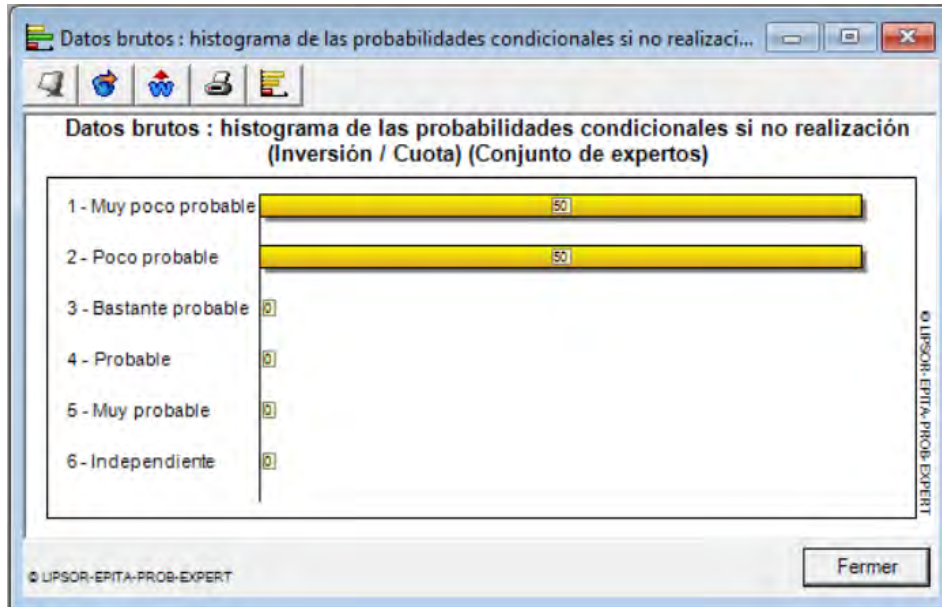 Datos brutos : histograma de las probabilidades condicionales si no realizaci...
Datos brutos : histograma de las probabilidades condicionales si no realización
(Inversión / Cuota) (Conjunto de expertos)
1 - Muy poco probable 50
2 - Poco probable 50
3 - Bastante probable 0
4 - Probable 0
5 - Muy probable 0
6 - Independiente 0
© LIPSOR-EPITA-PROB-EXPERT
© LIPSOR-EPITA-PROB-EXPERT
Fermer